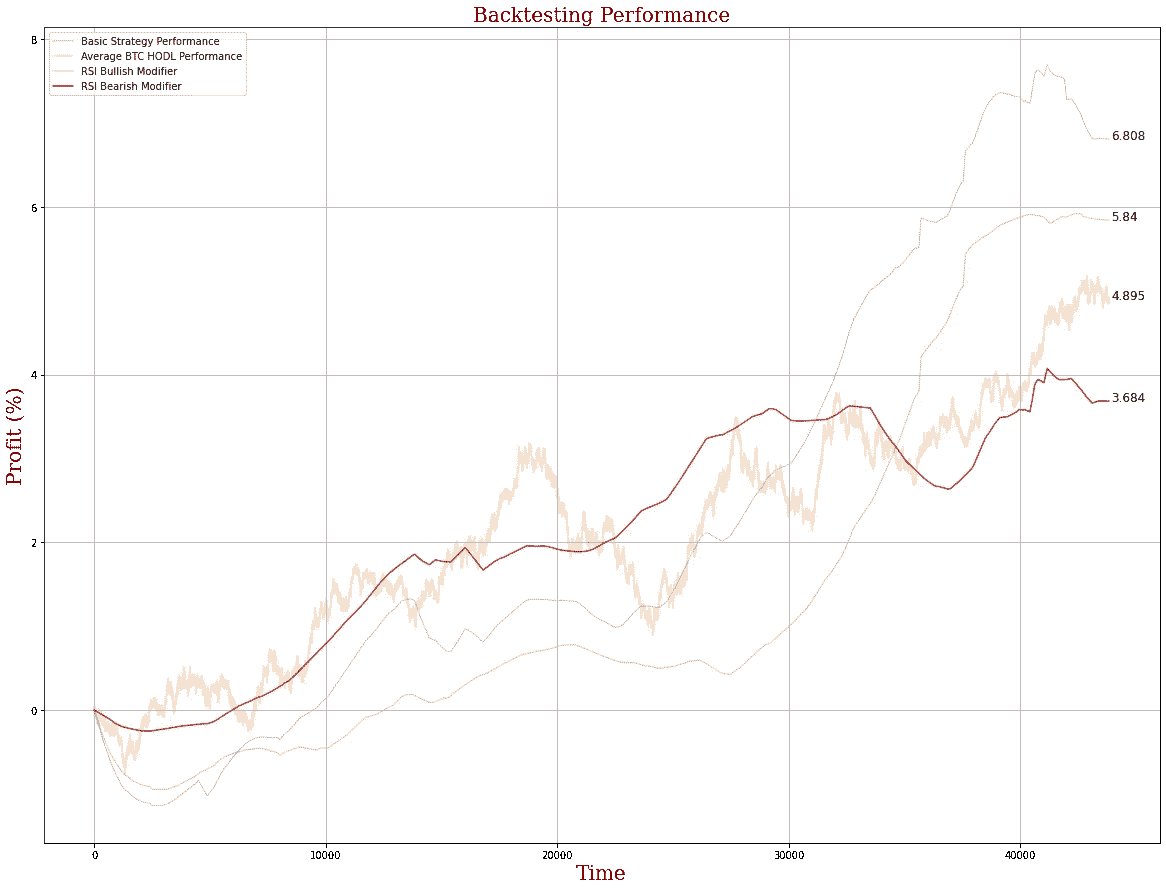 Backtesting Performance
Basic Strategy Performance
Average BTC HODL Performance
RSI Bullish Modifier
RSI Bearish Modifier
8
6
4
2
0
6.808
5.84
4.895
3.684
Profit (%)
0 10000 20000 30000 40000
Time